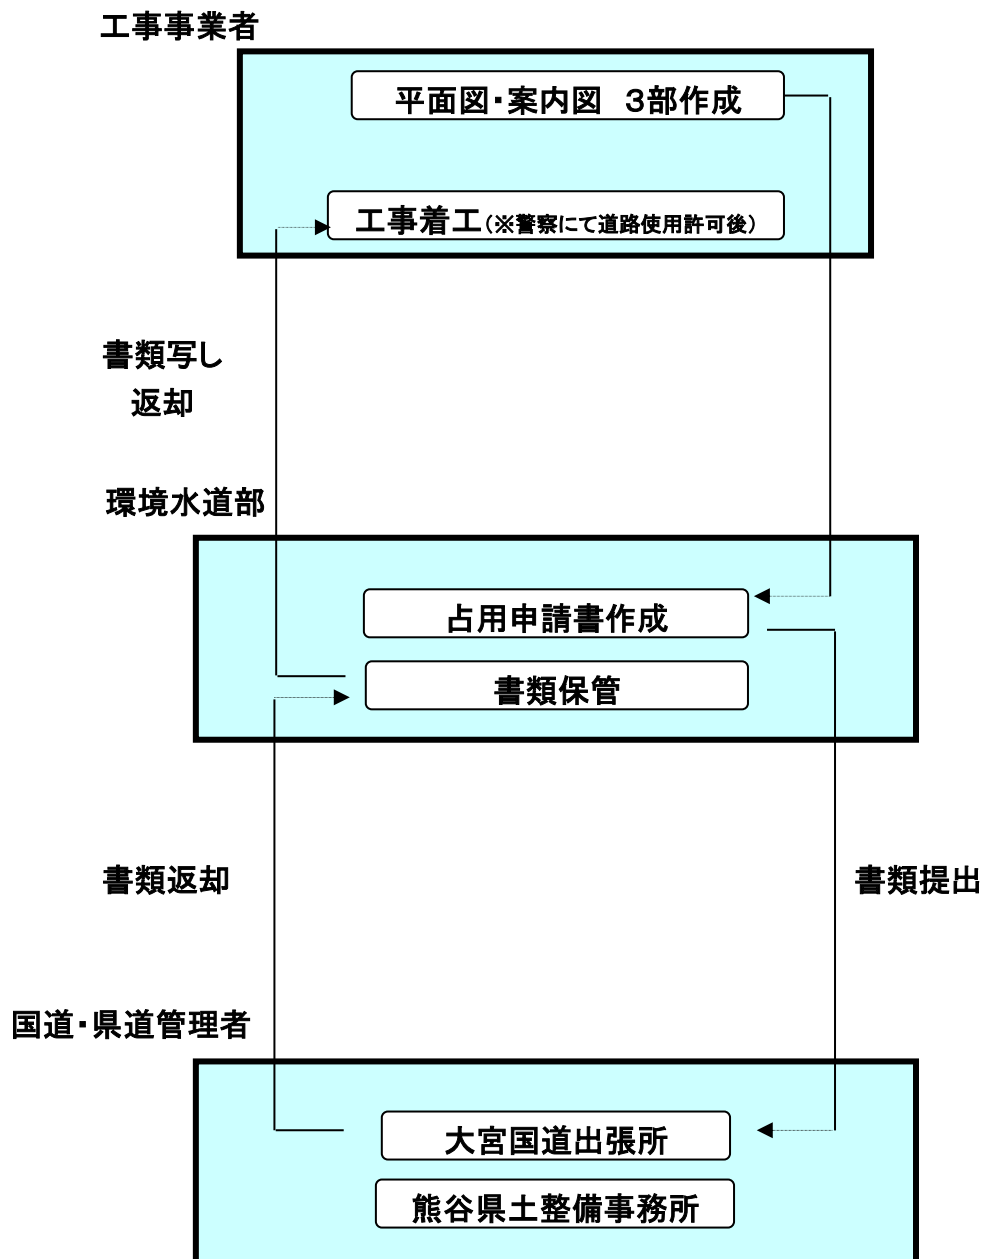 工事事業者
平面図・案内図　３部作成
工事着工（※警察にて道路使用許可後）
書類写し
返却
環境水道部
占用申請書作成
書類保管
書類返却
書類提出
国道・県道管理者
大宮国道出張所
熊谷県土整備事務所